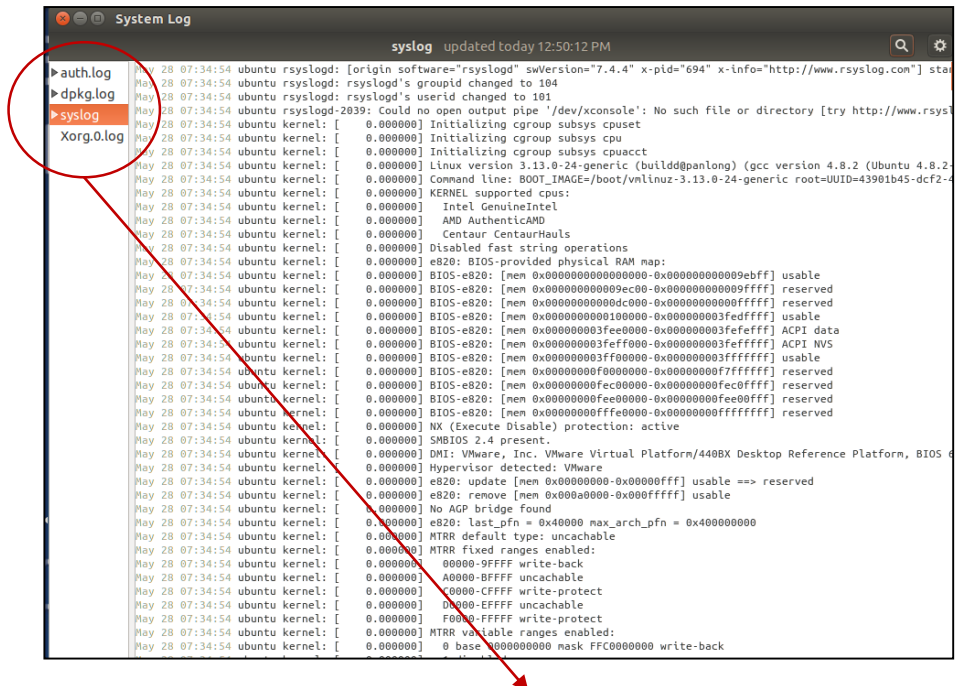 System Log
syslog updated today 12:50:12 PM
auth.log
dpkg.log
syslog
Xorg.0.log
May 28 07:34:54 ubuntu rsyslogd: [origin software="rsyslogd" swVersion="7.4.4" x-pid="694" x-info="http://www.rsyslog.com"]
May 28 07:34:54 ubuntu rsyslogd: rsyslogd's groupid changed to 104
May 28 07:34:54 ubuntu rsyslogd: rsyslogd's userid changed to 101
May 28 07:34:54 ubuntu rsyslogd-2039: Could no open output pipe '/dev/xconsole': No such file or directory [try http://www.rsysl
May 28 07:34:54 ubuntu kernel: [ 0.000000] Initializing cgroup subsys cpuset
May 28 07:34:54 ubuntu kernel: [ 0.000000] Initializing cgroup subsys cpu
May 28 07:34:54 ubuntu kernel: [ 0.000000] Initializing cgroup subsys cpuacct
May 28 07:34:54 ubuntu kernel: [ 0.000000] Linux version 3.13.0-24-generic (buildd@panlong) (gcc version 4.8.2 (Ubuntu 4.8.2-
May 28 07:34:54 ubuntu kernel: [ 0.000000] Command line: BOOT_IMAGE=/boot/vmlinuz-3.13.0-24-generic root=UUID=43901b45-dcf2-4
May 28 07:34:54 ubuntu kernel: [ 0.000000] KERNEL supported cpus:
May 28 07:34:54 ubuntu kernel: [ 0.000000] Intel GenuineIntel
May 28 07:34:54 ubuntu kernel: [ 0.000000] AMD AuthenticAMD
May 28 07:34:54 ubuntu kernel: [ 0.000000] Centaur CentaurHauls
May 28 07:34:54 ubuntu kernel: [ 0.000000] Disabled fast string operations
May 28 07:34:54 ubuntu kernel: [ 0.000000] e820: BIOS-provided physical RAM map:
May 28 07:34:54 ubuntu kernel: [ 0.000000] BIOS-e820: [mem 0x0000000000000000-0x000000000009ebff] usable
May 28 07:34:54 ubuntu kernel: [ 0.000000] BIOS-e820: [mem 0x000000000009ec00-0x000000000009ffff] reserved
May 28 07:34:54 ubuntu kernel: [ 0.000000] BIOS-e820: [mem 0x00000000000dc000-0x00000000000fffff] reserved
May 28 07:34:54 ubuntu kernel: [ 0.000000] BIOS-e820: [mem 0x0000000000100000-0x000000003fedffff] usable
May 28 07:34:54 ubuntu kernel: [ 0.000000] BIOS-e820: [mem 0x000000003fee0000-0x000000003fefefff] ACPI data
May 28 07:34:54 ubuntu kernel: [ 0.000000] BIOS-e820: [mem 0x000000003feff000-0x000000003fefffff] ACPI NVS
May 28 07:34:54 ubuntu kernel: [ 0.000000] BIOS-e820: [mem 0x000000003ff00000-0x000000003fffffff] usable
May 28 07:34:54 ubuntu kernel: [ 0.000000] BIOS-e820: [mem 0x00000000f0000000-0x00000000f7ffffff] reserved
May 28 07:34:54 ubuntu kernel: [ 0.000000] BIOS-e820: [mem 0x00000000fec00000-0x00000000fec0ffff] reserved
May 28 07:34:54 ubuntu kernel: [ 0.000000] BIOS-e820: [mem 0x00000000fee00000-0x00000000fee00fff] reserved
May 28 07:34:54 ubuntu kernel: [ 0.000000] BIOS-e820: [mem 0x00000000fffe0000-0x00000000ffffffff] reserved
May 28 07:34:54 ubuntu kernel: [ 0.000000] NX (Execute Disable) protection: active
May 28 07:34:54 ubuntu kernel: [ 0.000000] SMBIOS 2.4 present.
May 28 07:34:54 ubuntu kernel: [ 0.000000] DMI: VMware, Inc. VMware Virtual Platform/440BX Desktop Reference Platform, BIOS 6
May 28 07:34:54 ubuntu kernel: [ 0.000000] Hypervisor detected: VMware
May 28 07:34:54 ubuntu kernel: [ 0.000000] e820: update [mem 0x00000000-0x00000fff] usable ==> reserved
May 28 07:34:54 ubuntu kernel: [ 0.000000] e820: remove [mem 0x000a0000-0x000fffff] usable
May 28 07:34:54 ubuntu kernel: [ 0.000000] No AGP bridge found
May 28 07:34:54 ubuntu kernel: [ 0.000000] e820: last_pfn = 0x40000 max_arch_pfn = 0x400000000
May 28 07:34:54 ubuntu kernel: [ 0.000000] MTRR default type: uncachable
May 28 07:34:54 ubuntu kernel: [ 0.000000] MTRR fixed ranges enabled:
May 28 07:34:54 ubuntu kernel: [ 0.000000] 00000-9FFFF write-back
May 28 07:34:54 ubuntu kernel: [ 0.000000] A0000-BFFFF uncachable
May 28 07:34:54 ubuntu kernel: [ 0.000000] C0000-CFFFF write-protect
May 28 07:34:54 ubuntu kernel: [ 0.000000] D0000-EFFFF uncachable
May 28 07:34:54 ubuntu kernel: [ 0.000000] F0000-FFFFF write-protect
May 28 07:34:54 ubuntu kernel: [ 0.000000] MTRR variable ranges enabled:
May 28 07:34:54 ubuntu kernel: [ 0.000000] 0 base 0000000000 mask FFC0000000 write-back